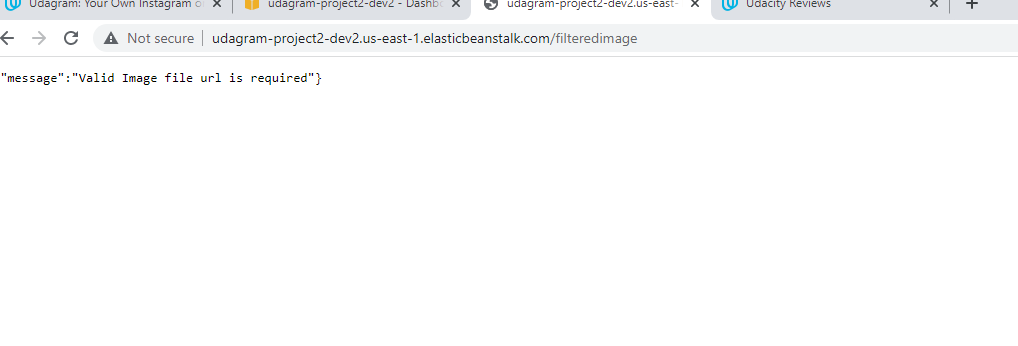 Udagram: Your Own Instagram o
udagram-project2-dev2 - Dashb
udagram-project2-dev2.us-east-
Udacity Reviews
Not secure | udagram-project2-dev2.us-east-1.elasticbeanstalk.com/filteredimage
"message":"Valid Image file url is required"}